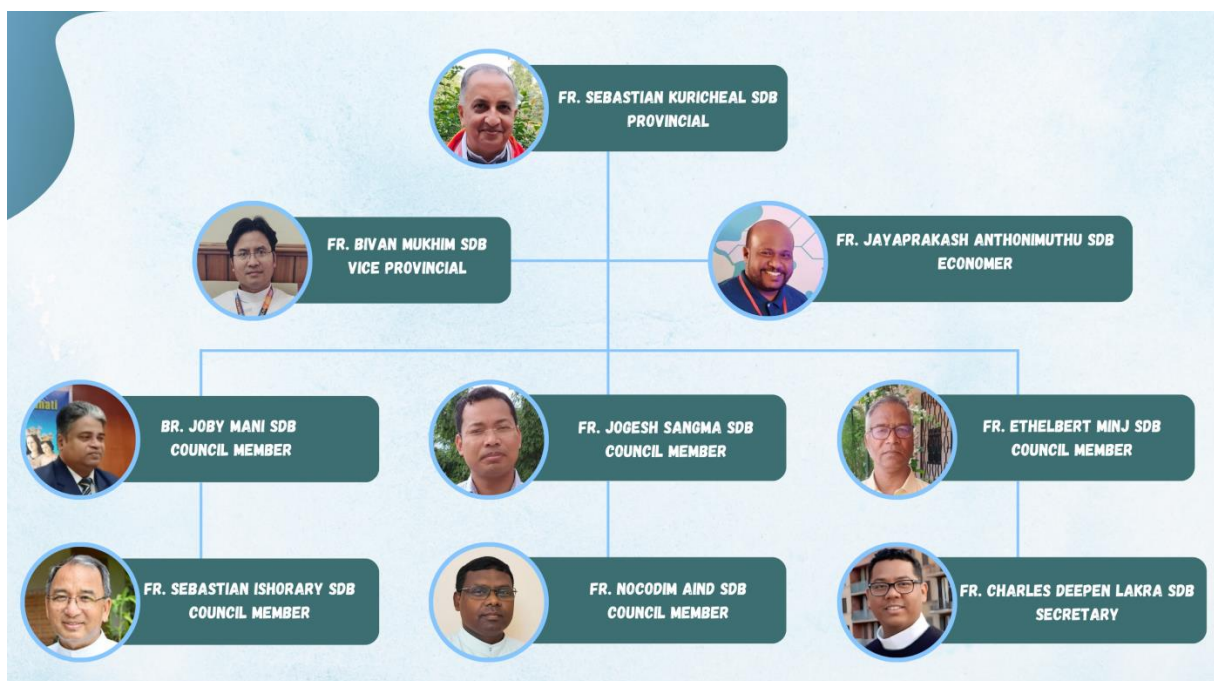 FR. SEBASTIAN KURICHEAL SDB
PROVINCIAL
FR. BIVAN MUKHIM SDB
VICE PROVINCIAL
FR. JAYAPRAKASH ANTHONIMUTHU SDB
ECONOMER
BR. JOBY MANI SDB
COUNCIL MEMBER
FR. JOGESH SANGMA SDB
COUNCIL MEMBER
FR. ETHELBERT MINJ SDB
COUNCIL MEMBER
FR. SEBASTIAN ISHORARY SDB
COUNCIL MEMBER
FR. NOCODIM AIND SDB
COUNCIL MEMBER
FR. CHARLES DEEPEN LAKRA SDB
SECRETARY